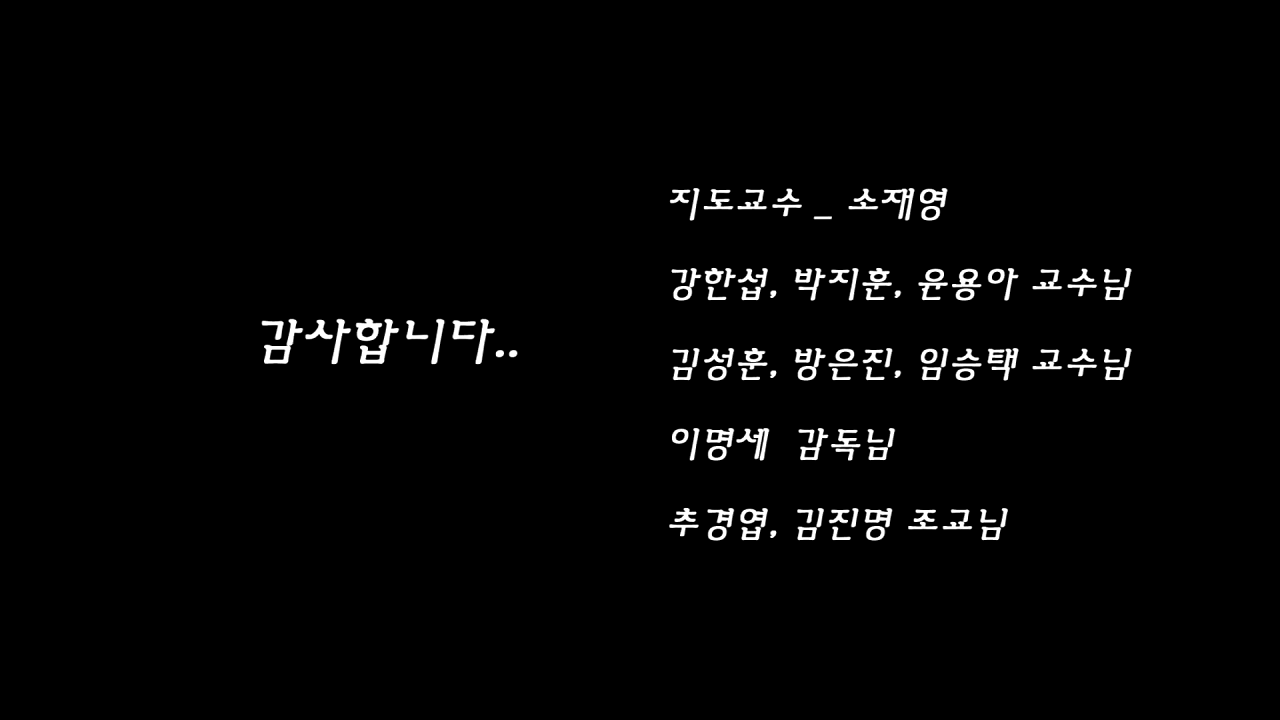 감사합니다..
지도교수 _ 소재영
강한섭, 박지훈, 윤용아 교수님
김성훈, 방은진, 임승택 교수님
이명세 감독님
추경엽, 김진명 조교님